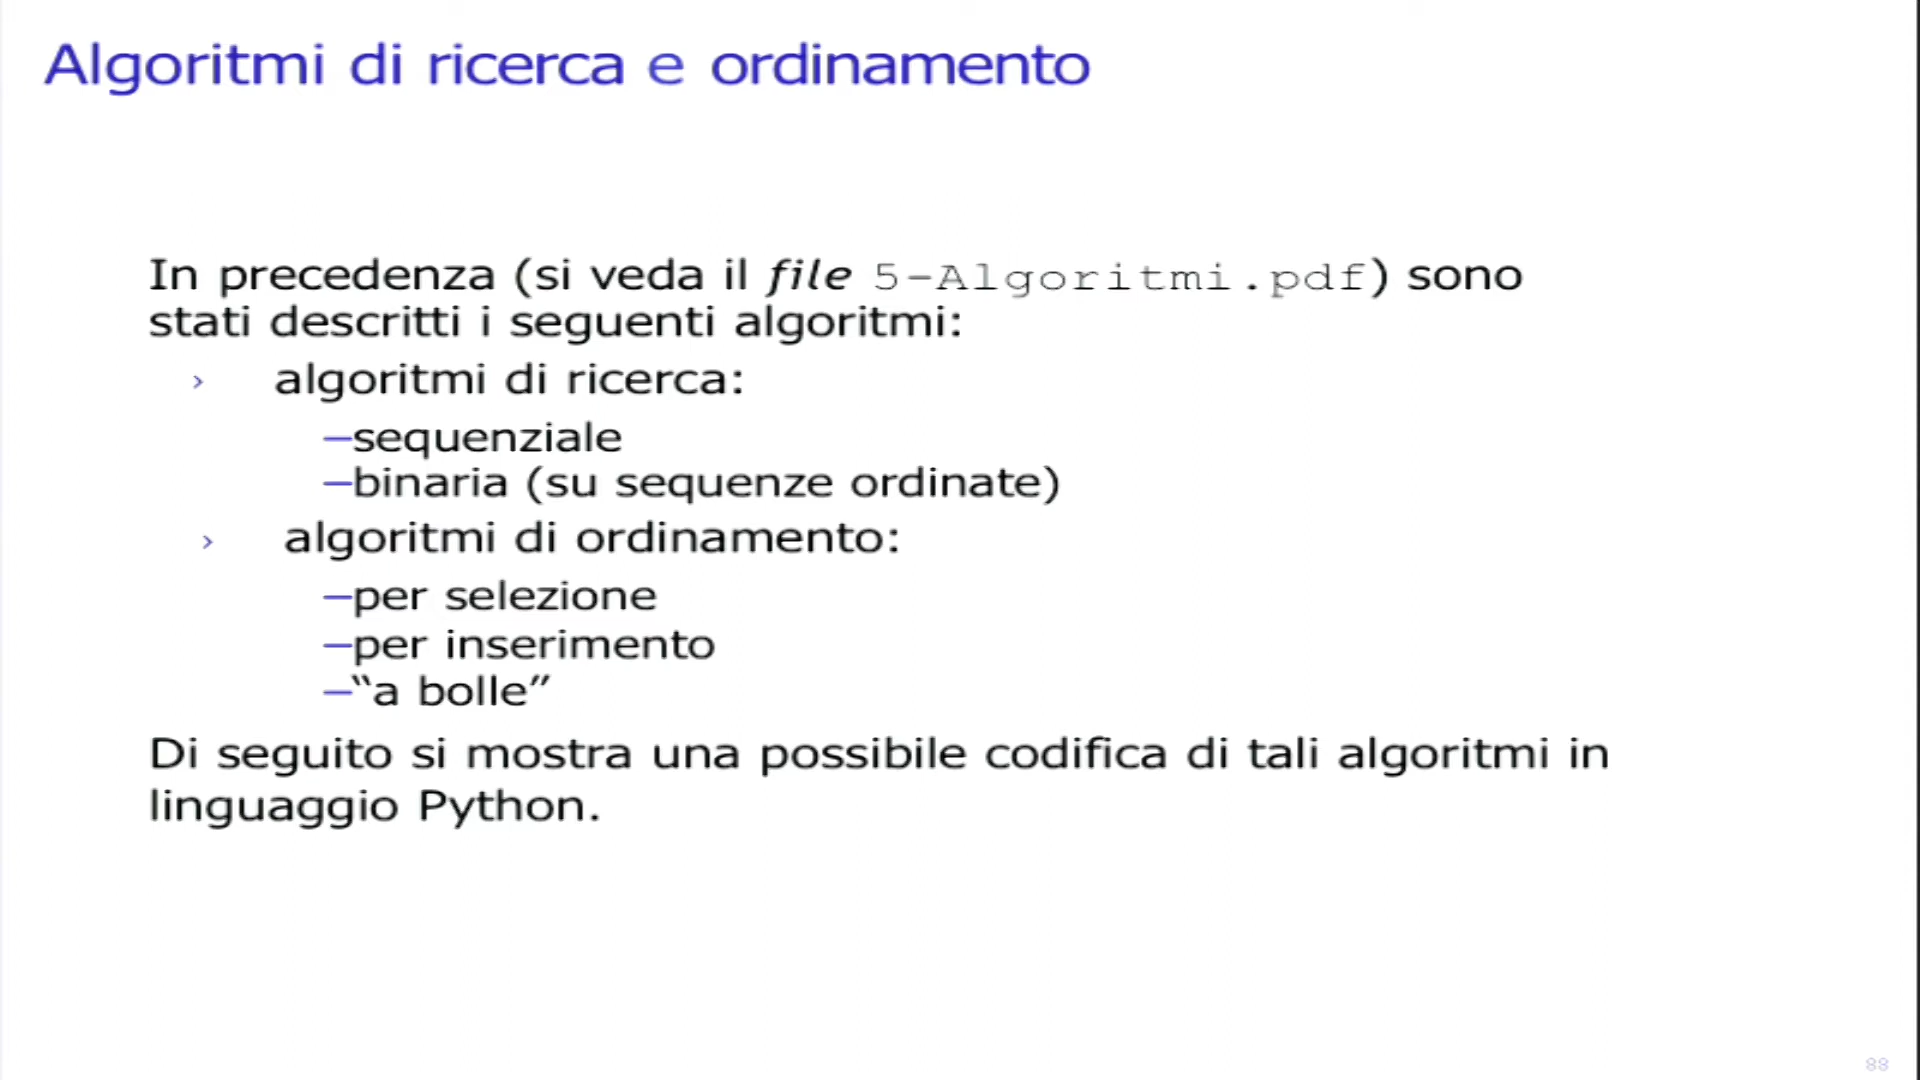 Algoritmi di ricerca e ordinamento
In precedenza (si veda il file 5-Algoritmi.pdf) sono
stati descritti i seguenti algoritmi:
› algoritmi di ricerca:
–sequenziale
–binaria (su sequenze ordinate)
› algoritmi di ordinamento:
–per selezione
–per inserimento
–“a bolle”
Di seguito si mostra una possibile codifica di tali algoritmi in
linguaggio Python.